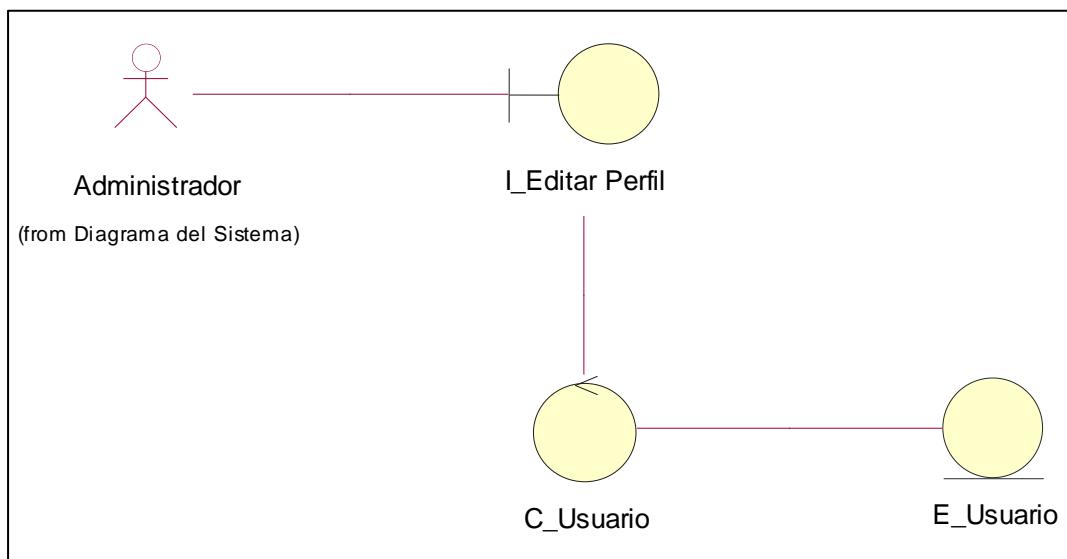 Administrador
(from Diagrama del Sistema)
I_Editar Perfil
C_Usuario
E_Usuario